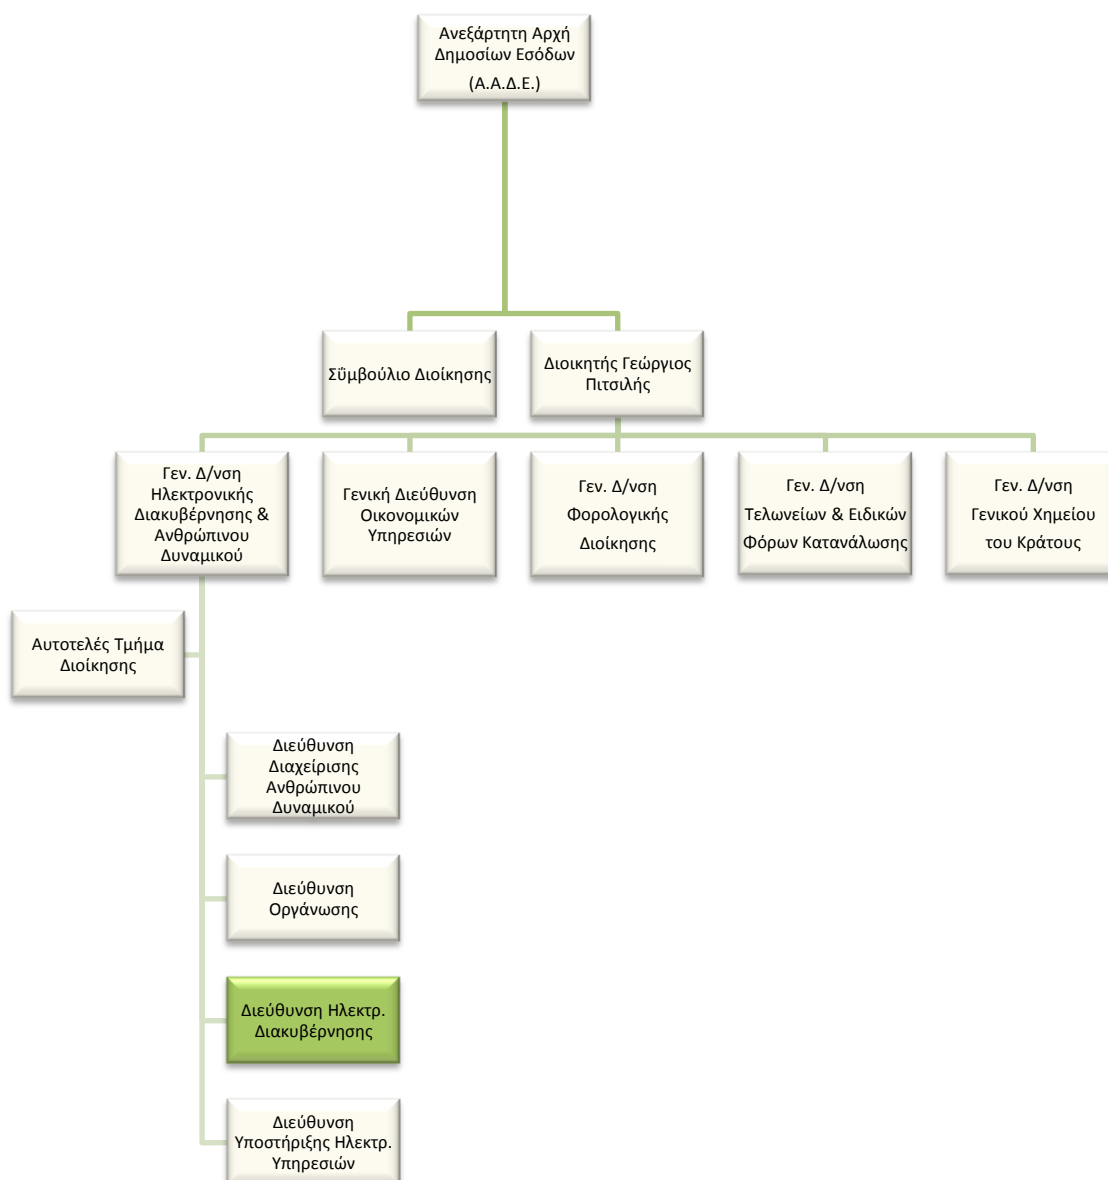 Ανεξάρτητη Αρχή
Δημοσίων Εσόδων
(Α.Α.Δ.Ε.)
Σΰμβούλιο Διοίκησης
Διοικητής Γεώργιος
Πιτσιλής
Γεν. Δ/νση
Ηλεκτρονικής
Διακυβέρνησης &
Ανθρώπινου
Δυναμικού
Γενική Διεύθυνση
Οικονομικών
Υπηρεσιών
Γεν. Δ/νση
Φορολογικής
Διοίκησης
Γεν. Δ/νση
Τελωνείων & Ειδικών
Φόρων Κατανάλωσης
Γεν. Δ/νση
Γενικού Χημείου
του Κράτους
Αυτοτελές Τμήμα
Διοίκησης
Διεύθυνση
Διαχείρισης
Ανθρώπινου
Δυναμικού
Διεύθυνση
Οργάνωσης
Διεύθυνση Ηλεκτρ.
Διακυβέρνησης
Διεύθυνση
Υποστήριξης Ηλεκτρ.
Υπηρεσιών